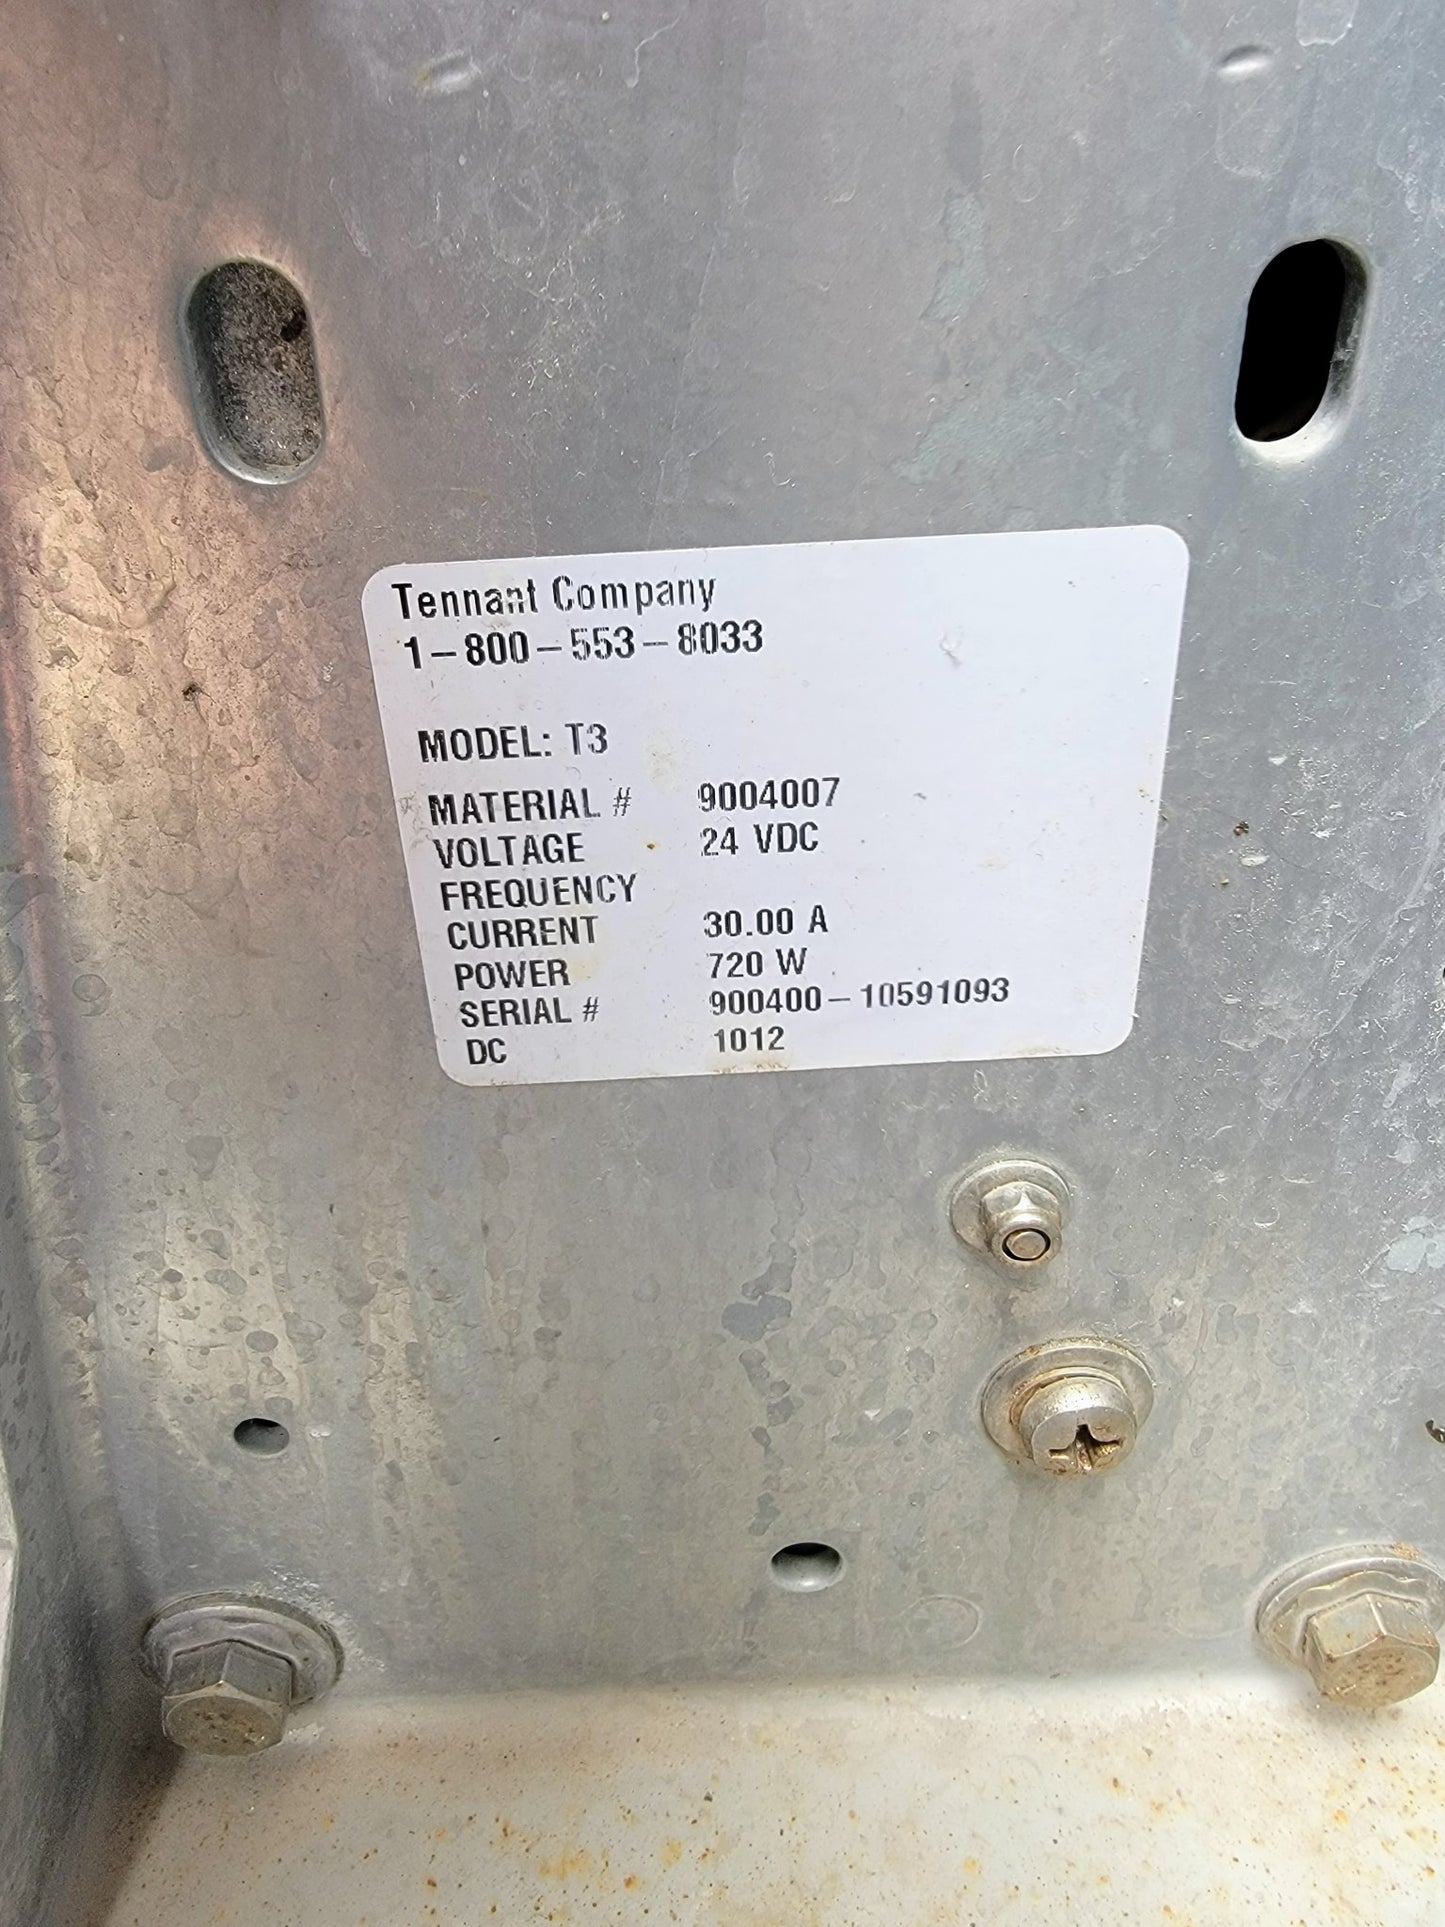 Tennant Company
1-800-553-8033
MODEL: T3
MATERIAL # 9004007
VOLTAGE 24 VDC
FREQUENCY
CURRENT 30.00 A
POWER 720 W
SERIAL # 900400-10591093
DC 1012